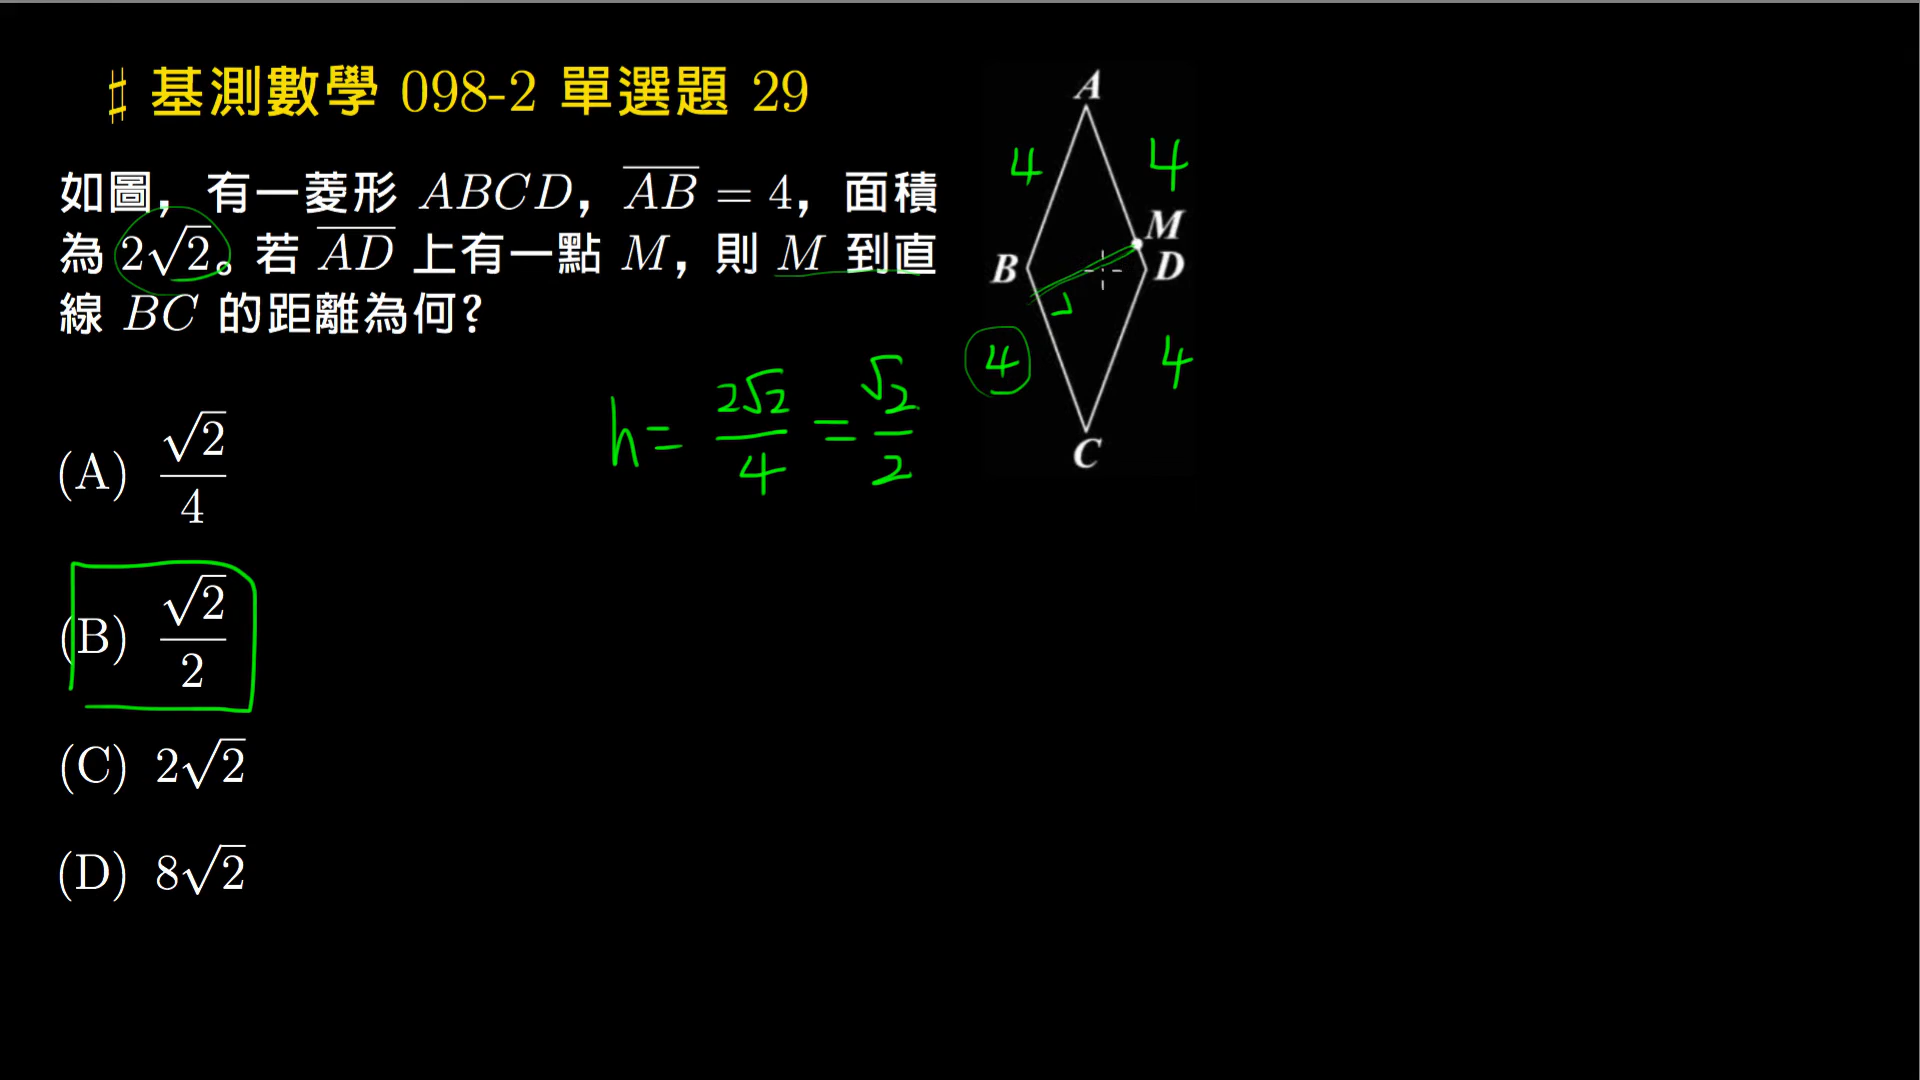 # 基測數學 098-2 單選題 29
如圖，有一菱形 ABCD，AB = 4，面積
為 2√2。若 AD 上有一點 M，則 M 到直
線 BC 的距離為何？
(A) √2/4
(B) √2/2
(C) 2√2
(D) 8√2
h = 2√2/4 = √2/2
A
4 4
M
B D
4 4
C